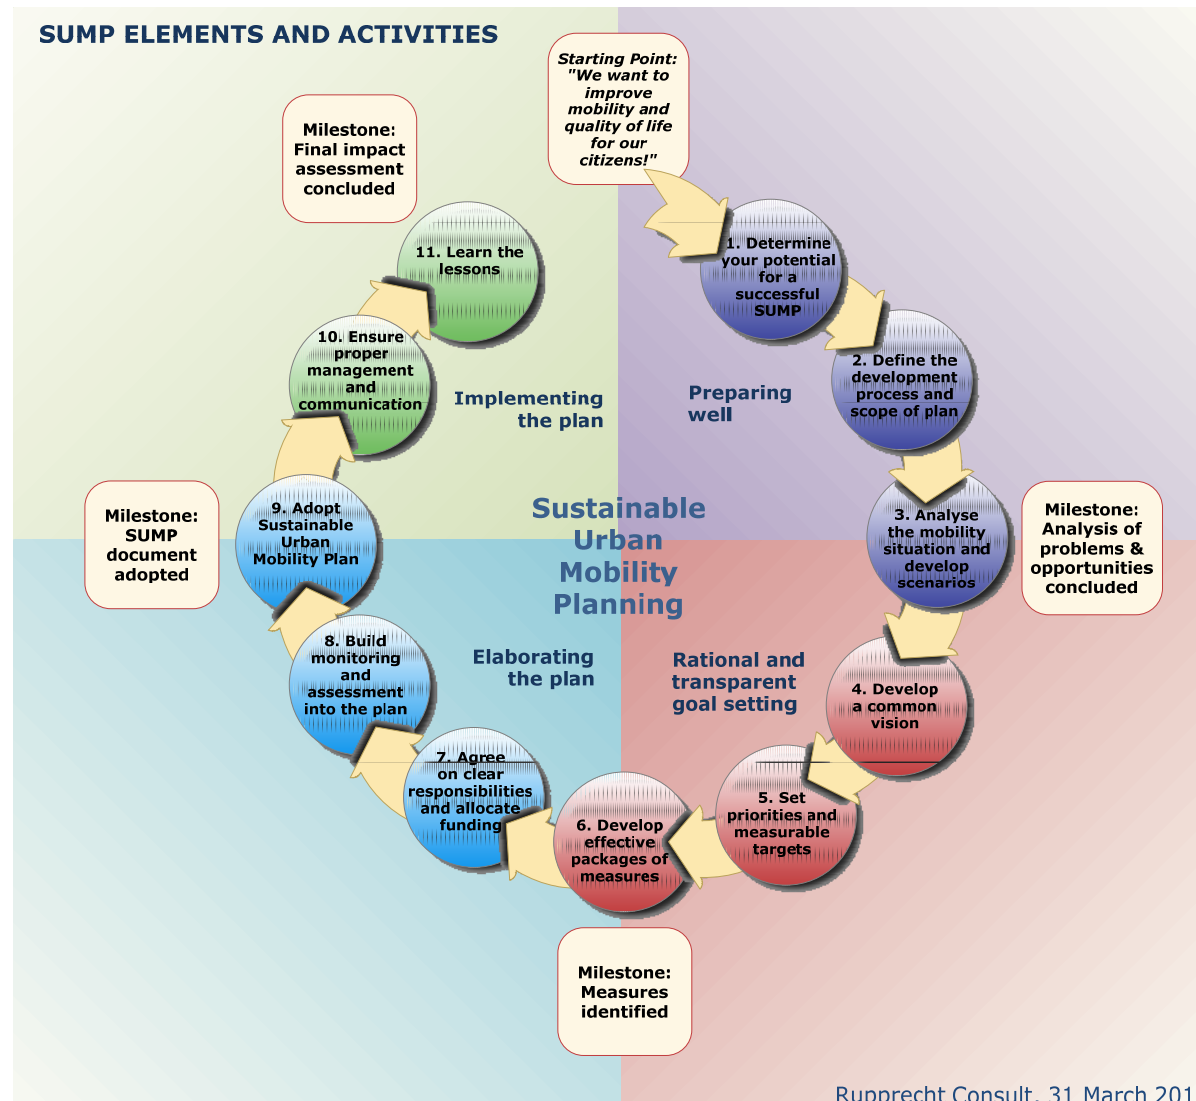 SUMP ELEMENTS AND ACTIVITIES
Starting Point:
"We want to
improve
mobility and
quality of life
for our
citizens!"
Milestone:
Final impact
assessment
concluded
1. Determine
your potential
for a
successful
SUMP
11. Learn the
lessons
10. Ensure
proper
management
and
communication
2. Define the
development
process and
scope of plan
Implementing
the plan
Preparing
well
Milestone:
SUMP
document
adopted
9. Adopt
Sustainable
Urban
Mobility Plan
Sustainable
Urban
Mobility
Planning
3. Analyse
the mobility
situation and
develop
scenarios
Milestone:
Analysis of
problems &
opportunities
concluded
8. Build
monitoring
and
assessment
into the plan
Elaborating
the plan
Rational and
transparent
goal setting
4. Develop
a common
vision
7. Agree
on clear
responsibilities
and allocate
funding
6. Develop
effective
packages of
measures
5. Set
priorities and
measurable
targets
Milestone:
Measures
identified
Rupprecht Consult, 31 March 201